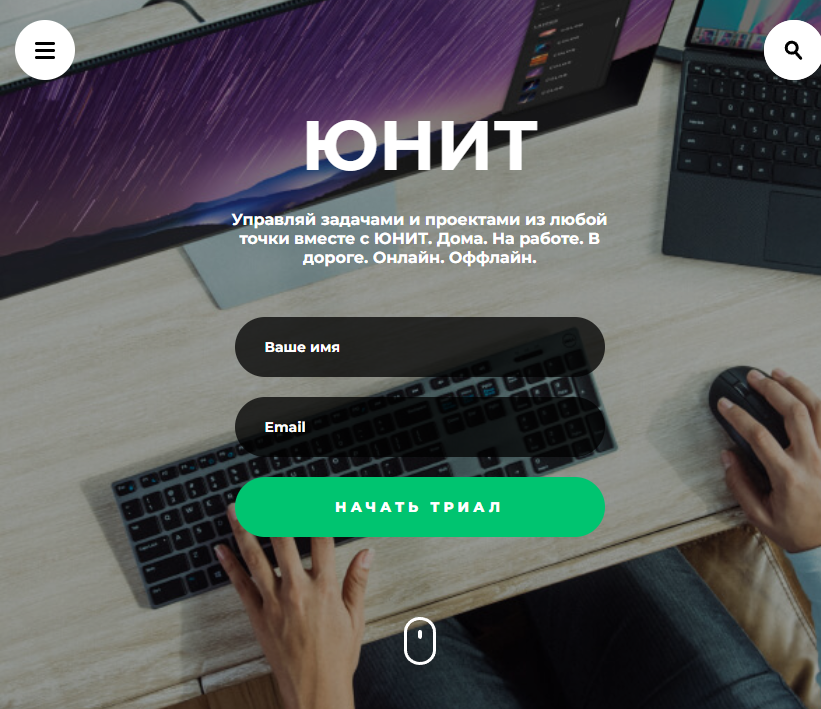 ЮНИТ
Управляй задачами и проектами из любой
точки вместе с ЮНИТ. Дома. На работе. В
дороге. Онлайн. Оффлайн.
Ваше имя
Email
НАЧАТЬ ТРИАЛ